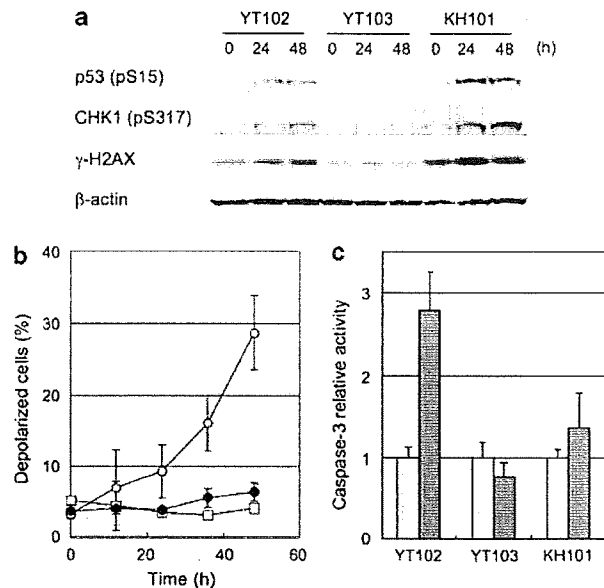 a
YT102 YT103 KH101
0 24 48 0 24 48 0 24 48 (h)
p53 (pS15)
CHK1 (pS317)
γ-H2AX
β-actin
b
Depolarized cells (%)
40
30
20
10
0
0 20 40 60
Time (h)
c
Caspase-3 relative activity
3
2
1
0
YT102 YT103 KH101